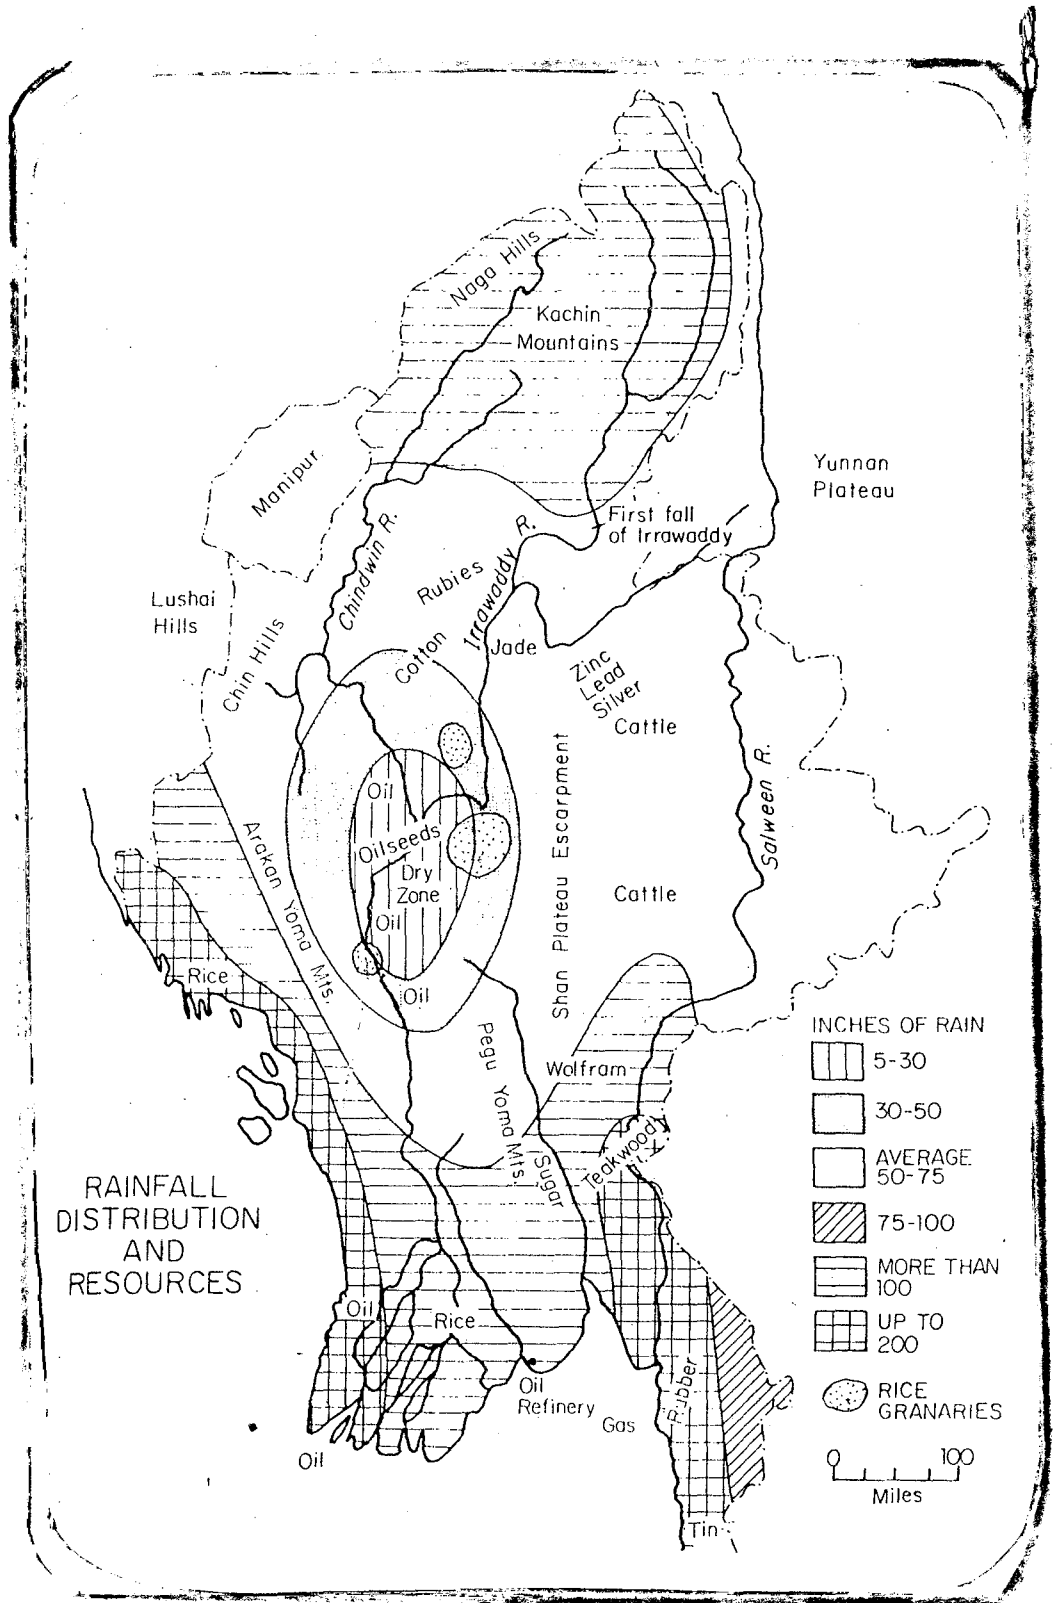 Naga Hills
Kachin
Mountains
Manipur
Yunnan
Plateau
First fall
of Irrawaddy
Chindwin R.
Irrawaddy R.
Rubies
Lushai
Hills
Chin Hills
Cotton
Jade
Zinc
Lead
Silver
Cattle
Shan Plateau Escarpment
Salween R.
Oil
Oilseeds
Dry
Zone
Oil
Oil
Cattle
Arakan Yoma Mts.
Rice
Pegu Yoma Mts.
Wolfram
Teakwood
Sugar
RAINFALL
DISTRIBUTION
AND
RESOURCES
Oil
Rice
Oil
Refinery
Gas
Rubber
Oil
Tin
INCHES OF RAIN
5-30
30-50
AVERAGE
50-75
75-100
MORE THAN
100
UP TO
200
RICE
GRANARIES
0 100
Miles